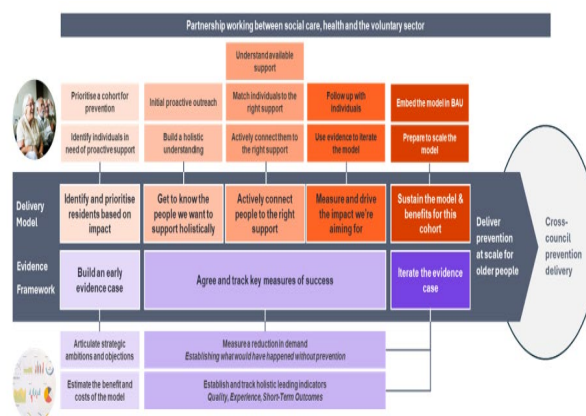 Partnership working between social care, health and the voluntary sector
Understand available
support
Prioritise a cohort for
prevention
Initial proactive outreach
Match individuals to the
right support
Follow up with
individuals
Embed the model in BAU
Identify individuals in
need of proactive support
Build a holistic
understanding
Actively connect them to
the right support
Use evidence to iterate
the model
Prepare to scale the
model
Delivery
Model
Identify and prioritise
residents based on
impact
Get to know the
people we want to
support holistically
Actively connect
people to the right
support
Measure and drive
the impact we're
aiming for
Sustain the model &
benefits for this
cohort
Deliver
prevention
at scale for
older people
Cross-
council
prevention
delivery
Evidence
Framework
Build an early
evidence case
Agree and track key measures of success
Iterate the evidence
case
Articulate strategic
ambitions and objections
Measure a reduction in demand
Establishing what would have happened without prevention
Estimate the benefit and
costs of the model
Establish and track holistic leading indicators
Quality, Experience, Short-Term Outcomes